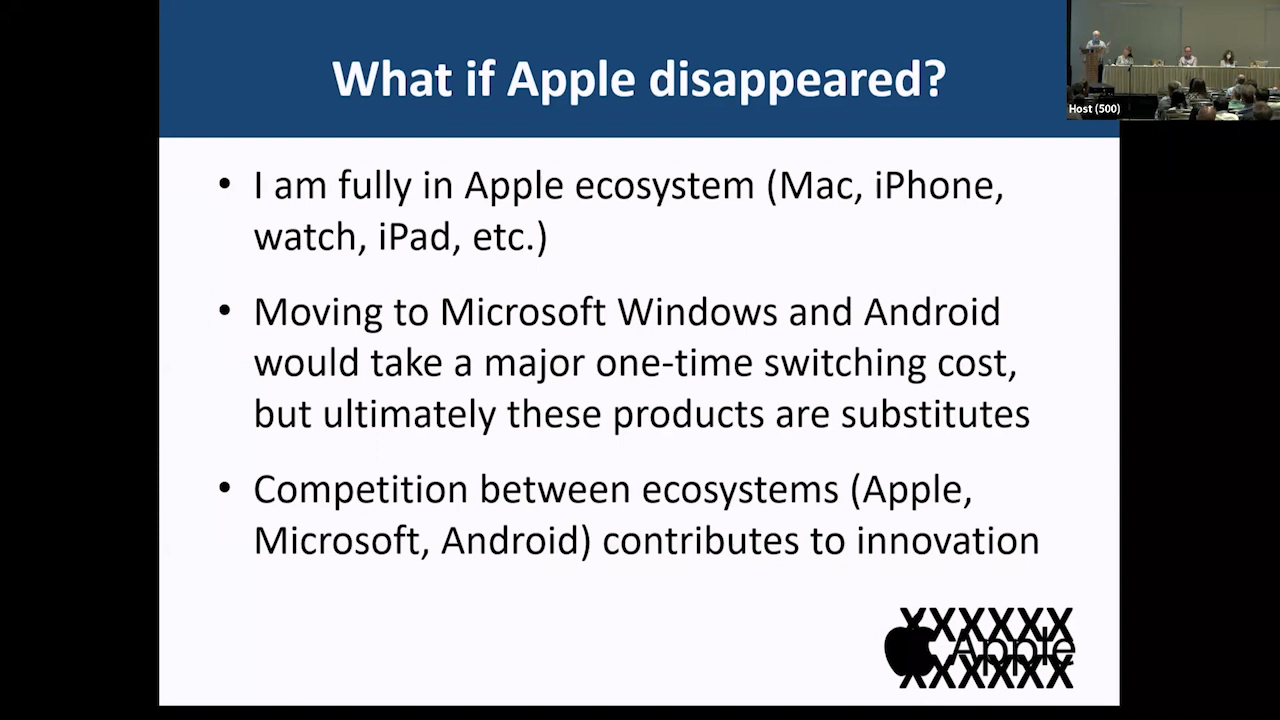 What if Apple disappeared?
Host (500)
• I am fully in Apple ecosystem (Mac, iPhone,
watch, iPad, etc.)
• Moving to Microsoft Windows and Android
would take a major one-time switching cost,
but ultimately these products are substitutes
• Competition between ecosystems (Apple,
Microsoft, Android) contributes to innovation
XXXXXX
Apple
XXXXXX